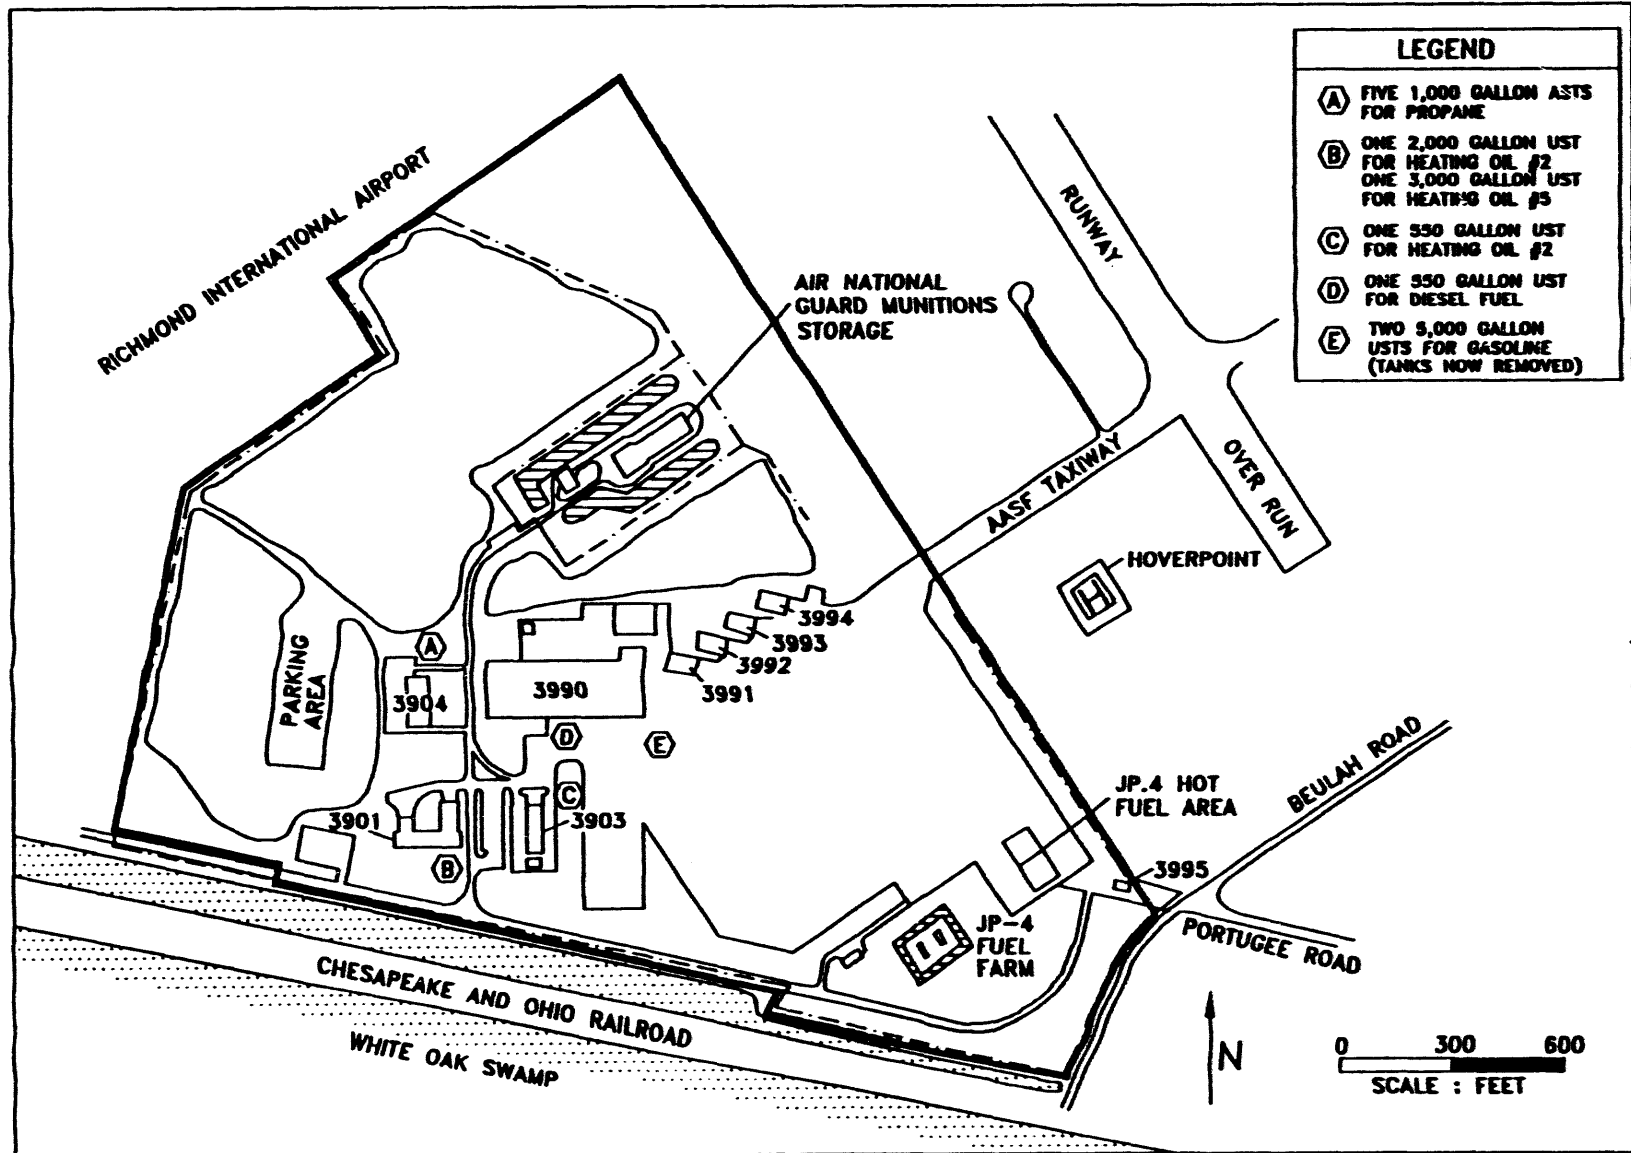 LEGEND
A FIVE 1,000 GALLON ASTS
FOR PROPANE
B ONE 2,000 GALLON UST
FOR HEATING OIL #2
ONE 3,000 GALLON UST
FOR HEATING OIL #5
C ONE 550 GALLON UST
FOR HEATING OIL #2
D ONE 550 GALLON UST
FOR DIESEL FUEL
E TWO 5,000 GALLON
USTS FOR GASOLINE
(TANKS NOW REMOVED)
RICHMOND INTERNATIONAL AIRPORT
RUNWAY
AIR NATIONAL
GUARD MUNITIONS
STORAGE
AASF TAXIWAY
OVER RUN
HOVERPOINT
H
3994
3993
3992
3991
A
PARKING
AREA
3904
3990
D
E
C
3901
3903
B
JP.4 HOT
FUEL AREA
BEULAH ROAD
3995
PORTUGEE ROAD
JP-4
FUEL
FARM
CHESAPEAKE AND OHIO RAILROAD
WHITE OAK SWAMP
N
0 300 600
SCALE : FEET